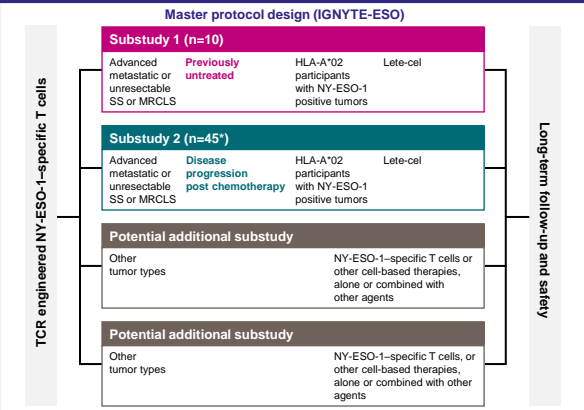 Master protocol design (IGNYTE-ESO)
TCR engineered NY-ESO-1–specific T cells
Substudy 1 (n=10)
Advanced
metastatic or
unresectable
SS or MRCLS
Previously
untreated
HLA-A*02
participants
with NY-ESO-1
positive tumors
Lete-cel
Substudy 2 (n=45*)
Advanced
metastatic or
unresectable
SS or MRCLS
Disease
progression
post chemotherapy
HLA-A*02
participants
with NY-ESO-1
positive tumors
Lete-cel
Potential additional substudy
Other
tumor types
NY-ESO-1–specific T cells or
other cell-based therapies,
alone or combined with
other agents
Potential additional substudy
Other
tumor types
NY-ESO-1–specific T cells, or
other cell-based therapies,
alone or combined with other
agents
Long-term follow-up and safety